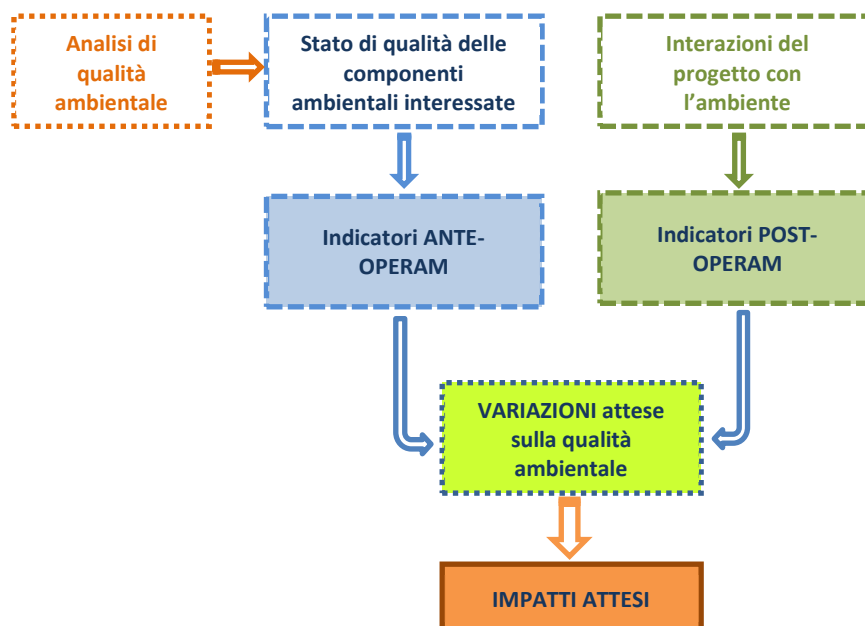 Analisi di
qualità
ambientale
Stato di qualità delle
componenti
ambientali interessate
Interazioni del
progetto con
l’ambiente
Indicatori ANTE-
OPERAM
Indicatori POST-
OPERAM
VARIAZIONI attese
sulla qualità
ambientale
IMPATTI ATTESI